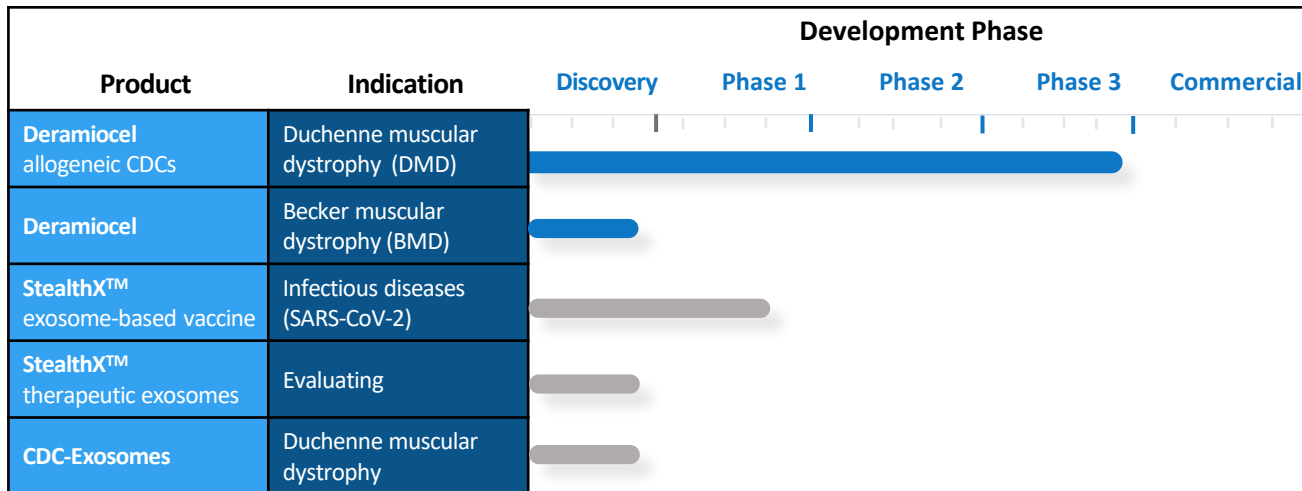 Development Phase
Product Indication Discovery Phase 1 Phase 2 Phase 3 Commercial
Deramiocel
allogeneic CDCs
Duchenne muscular
dystrophy (DMD)
Deramiocel
Becker muscular
dystrophy (BMD)
StealthX™
exosome-based vaccine
Infectious diseases
(SARS-CoV-2)
StealthX™
therapeutic exosomes
Evaluating
CDC-Exosomes
Duchenne muscular
dystrophy